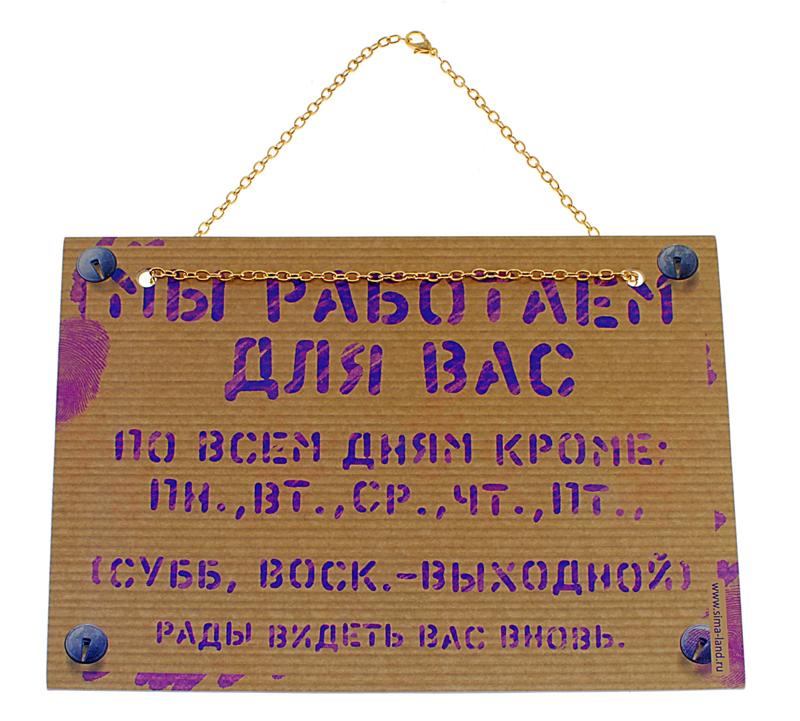 МЫ РАБОТАЕМ
ДЛЯ ВАС
ПО ВСЕМ ДНЯМ КРОМЕ:
ПН.,ВТ.,СР.,ЧТ.,ПТ.,
(СУББ, ВОСК.-ВЫХОДНОЙ)
РАДЫ ВИДЕТЬ ВАС ВНОВЬ.
www.sima-land.ru